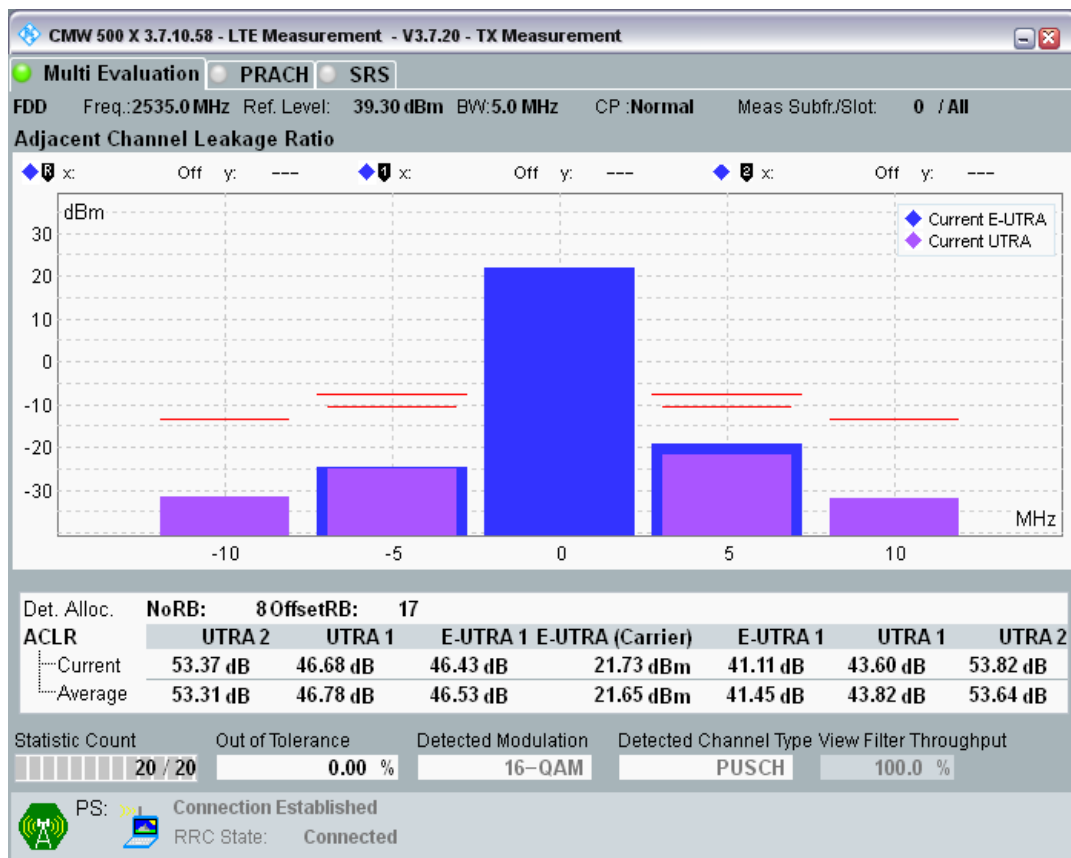 CMW 500 X 3.7.10.58 - LTE Measurement - V3.7.20 - TX Measurement
Multi Evaluation PRACH SRS
FDD Freq.:2535.0 MHz Ref. Level: 39.30 dBm BW:5.0 MHz CP :Normal Meas Subfr./Slot: 0 / All
Adjacent Channel Leakage Ratio
R x: Off y: --- 1 x: Off y: --- 2 x: Off y: ---
dBm
Current E-UTRA
Current UTRA
30
20
10
0
-10
-20
-30
MHz
-10 -5 0 5 10
Det. Alloc. NoRB: 8 OffsetRB: 17
ACLR UTRA 2 UTRA 1 E-UTRA 1 E-UTRA (Carrier) E-UTRA 1 UTRA 1 UTRA 2
Current 53.37 dB 46.68 dB 46.43 dB 21.73 dBm 41.11 dB 43.60 dB 53.82 dB
Average 53.31 dB 46.78 dB 46.53 dB 21.65 dBm 41.45 dB 43.82 dB 53.64 dB
Statistic Count Out of Tolerance Detected Modulation Detected Channel Type View Filter Throughput
20 / 20 0.00 % 16-QAM PUSCH 100.0 %
PS: Connection Established
RRC State: Connected